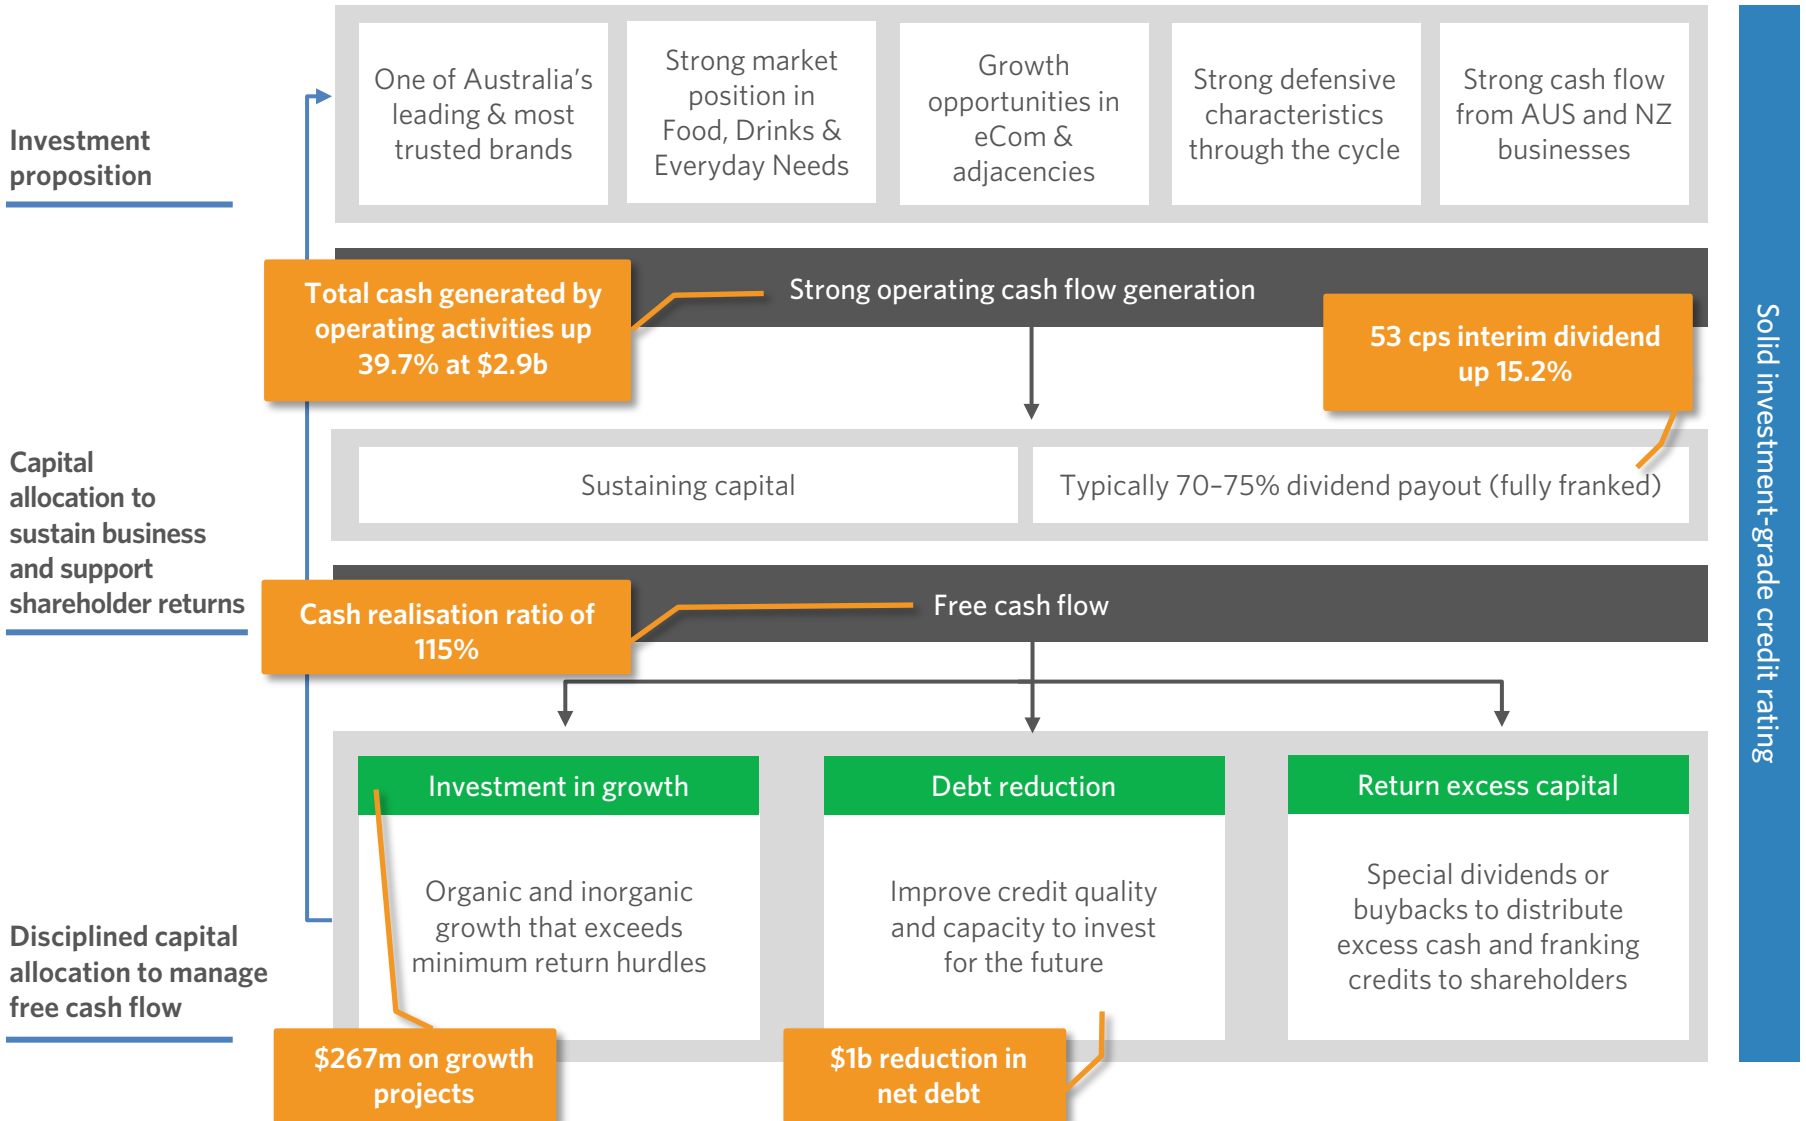 Investment
proposition
One of Australia's
leading & most
trusted brands
Strong market
position in
Food, Drinks &
Everyday Needs
Growth
opportunities in
eCom &
adjacencies
Strong defensive
characteristics
through the cycle
Strong cash flow
from AUS and NZ
businesses
Total cash generated by
operating activities up
39.7% at $2.9b
Strong operating cash flow generation
53 cps interim dividend
up 15.2%
Capital
allocation to
sustain business
and support
shareholder returns
Sustaining capital
Typically 70–75% dividend payout (fully franked)
Cash realisation ratio of
115%
Free cash flow
Disciplined capital
allocation to manage
free cash flow
Investment in growth
Organic and inorganic
growth that exceeds
minimum return hurdles
$267m on growth
projects
Debt reduction
Improve credit quality
and capacity to invest
for the future
$1b reduction in
net debt
Return excess capital
Special dividends or
buybacks to distribute
excess cash and franking
credits to shareholders
Solid investment-grade credit rating